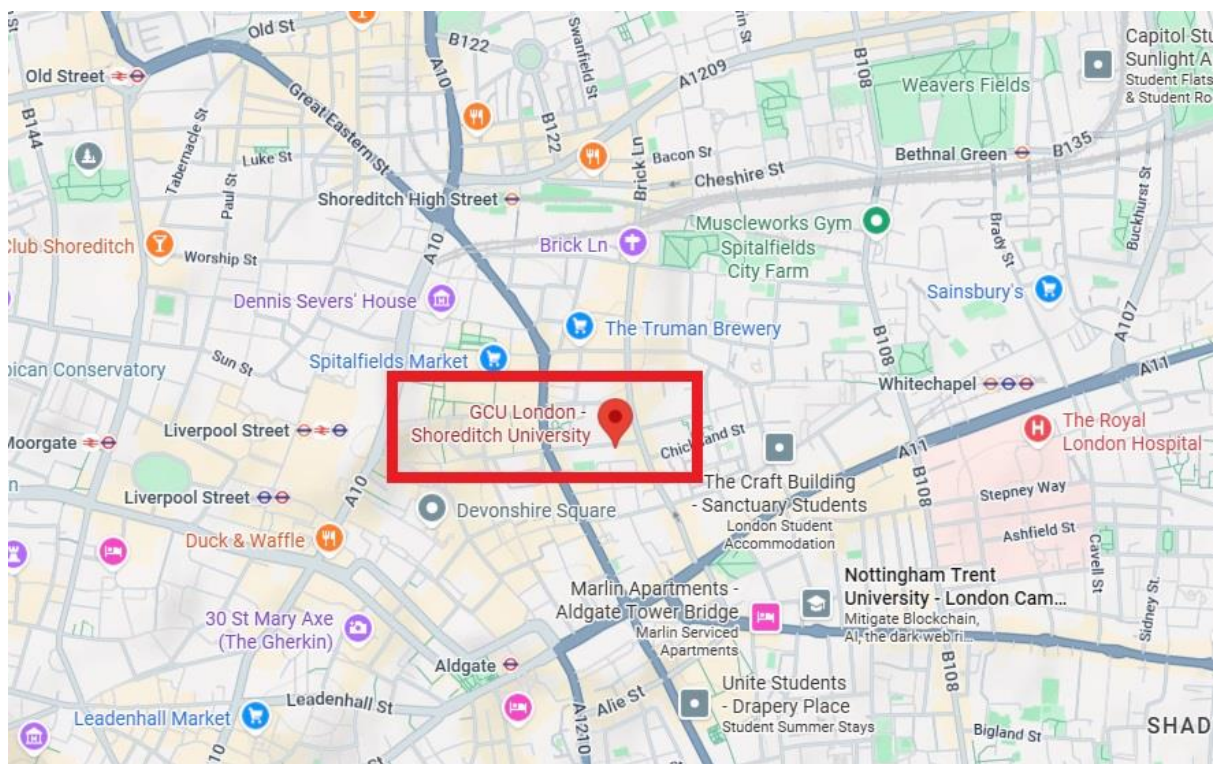 Old St
B122
Swanfield St
B108
Capitol
Sunlight
Student Flats
Old Street
A10
A1209
Weavers Fields
& Student
B144
Great Eastern St
Tabernacle St
B122
Bacon St
Bethnal Green
B135
Luke St
Brick Ln
Cheshire St
Paul St
Shoreditch High Street
Buckhurst St
Muscleworks Gym
Club Shoreditch
Brick Ln
Spitalfields
City Farm
Brady St
Worship St
A10
Dennis Severs' House
Sainsbury's
A107
The Truman Brewery
B108
Sun St
Spitalfields Market
Conservatory
Whitechapel
A11
GCU London -
Shoreditch University
The Royal
London Hospital
Moorgate
Liverpool Street
St
A11
A10
The Craft Building
- Sanctuary Students
London Student
Accommodation
B108
Stepney Way
Liverpool Street
Devonshire Square
Ashfield St
Duck & Waffle
Cavell St
Nottingham Trent
University - London Cam...
Mitigate Blockchain,
AI, the dark web ri...
Marlin Apartments -
Aldgate Tower Bridge
Marlin Serviced
Apartments
Sidney St.
30 St Mary Axe
(The Gherkin)
Aldgate
B108
Unite Students
- Drapery Place
Student Summer Stays
Leadenhall St
Alie St
Leadenhall Market
A1210
Bigland St
SHAD
10